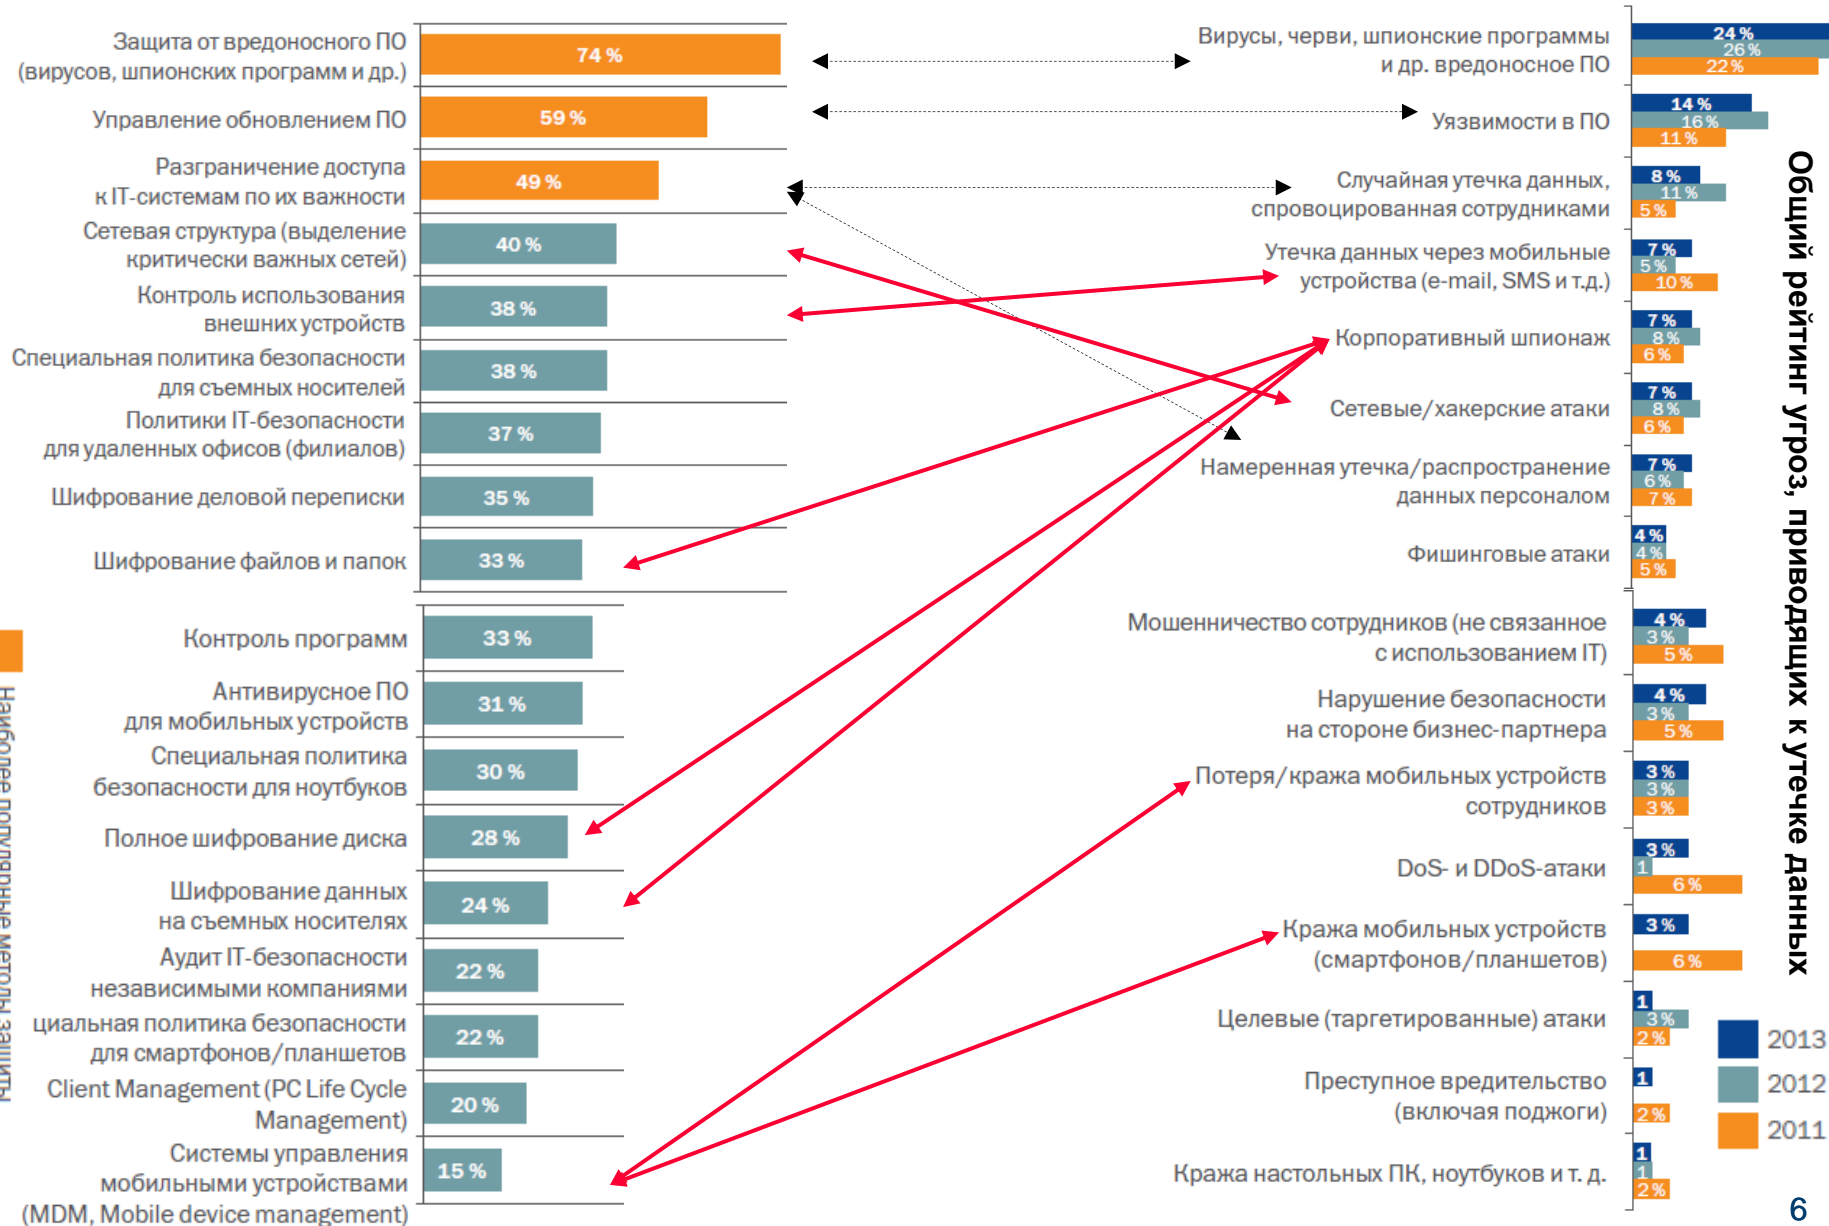 Защита от вредоносного ПО
(вирусов, шпионских программ и др.)
74 %
Управление обновлением ПО
59 %
Разграничение доступа
к IT-системам по их важности
49 %
Сетевая структура (выделение
критически важных сетей)
40 %
Контроль использования
внешних устройств
38 %
Специальная политика безопасности
для съемных носителей
38 %
Политики IT-безопасности
для удаленных офисов (филиалов)
37 %
Шифрование деловой переписки
35 %
Шифрование файлов и папок
33 %
Контроль программ
33 %
Антивирусное ПО
для мобильных устройств
31 %
Специальная политика
безопасности для ноутбуков
30 %
Полное шифрование диска
28 %
Шифрование данных
на съемных носителях
24 %
Аудит IT-безопасности
независимыми компаниями
22 %
циальная политика безопасности
для смартфонов/планшетов
22 %
Client Management (PC Life Cycle
Management)
20 %
Системы управления
мобильными устройствами
(MDM, Mobile device management)
15 %
Наиболее популярные методы защиты
Вирусы, черви, шпионские программы
и др. вредоносное ПО
24 %
26 %
22 %
Уязвимости в ПО
14 %
16 %
11 %
Случайная утечка данных,
спровоцированная сотрудниками
8 %
11 %
5 %
Утечка данных через мобильные
устройства (e-mail, SMS и т.д.)
7 %
5 %
10 %
Корпоративный шпионаж
7 %
8 %
6 %
Сетевые/хакерские атаки
7 %
8 %
6 %
Намеренная утечка/распространение
данных персоналом
7 %
6 %
7 %
Фишинговые атаки
4 %
4 %
5 %
Мошенничество сотрудников (не связанное
с использованием IT)
4 %
3 %
5 %
Нарушение безопасности
на стороне бизнес-партнера
4 %
3 %
5 %
Потеря/кража мобильных устройств
сотрудников
3 %
3 %
3 %
DoS- и DDoS-атаки
3 %
1
6 %
Кража мобильных устройств
(смартфонов/планшетов)
3 %
6 %
Целевые (таргетированные) атаки
1
3 %
2 %
Преступное вредительство
(включая поджоги)
1
2 %
Кража настольных ПК, ноутбуков и т. д.
1
1
2 %
Общий рейтинг угроз, приводящих к утечке данных
2013
2012
2011
6